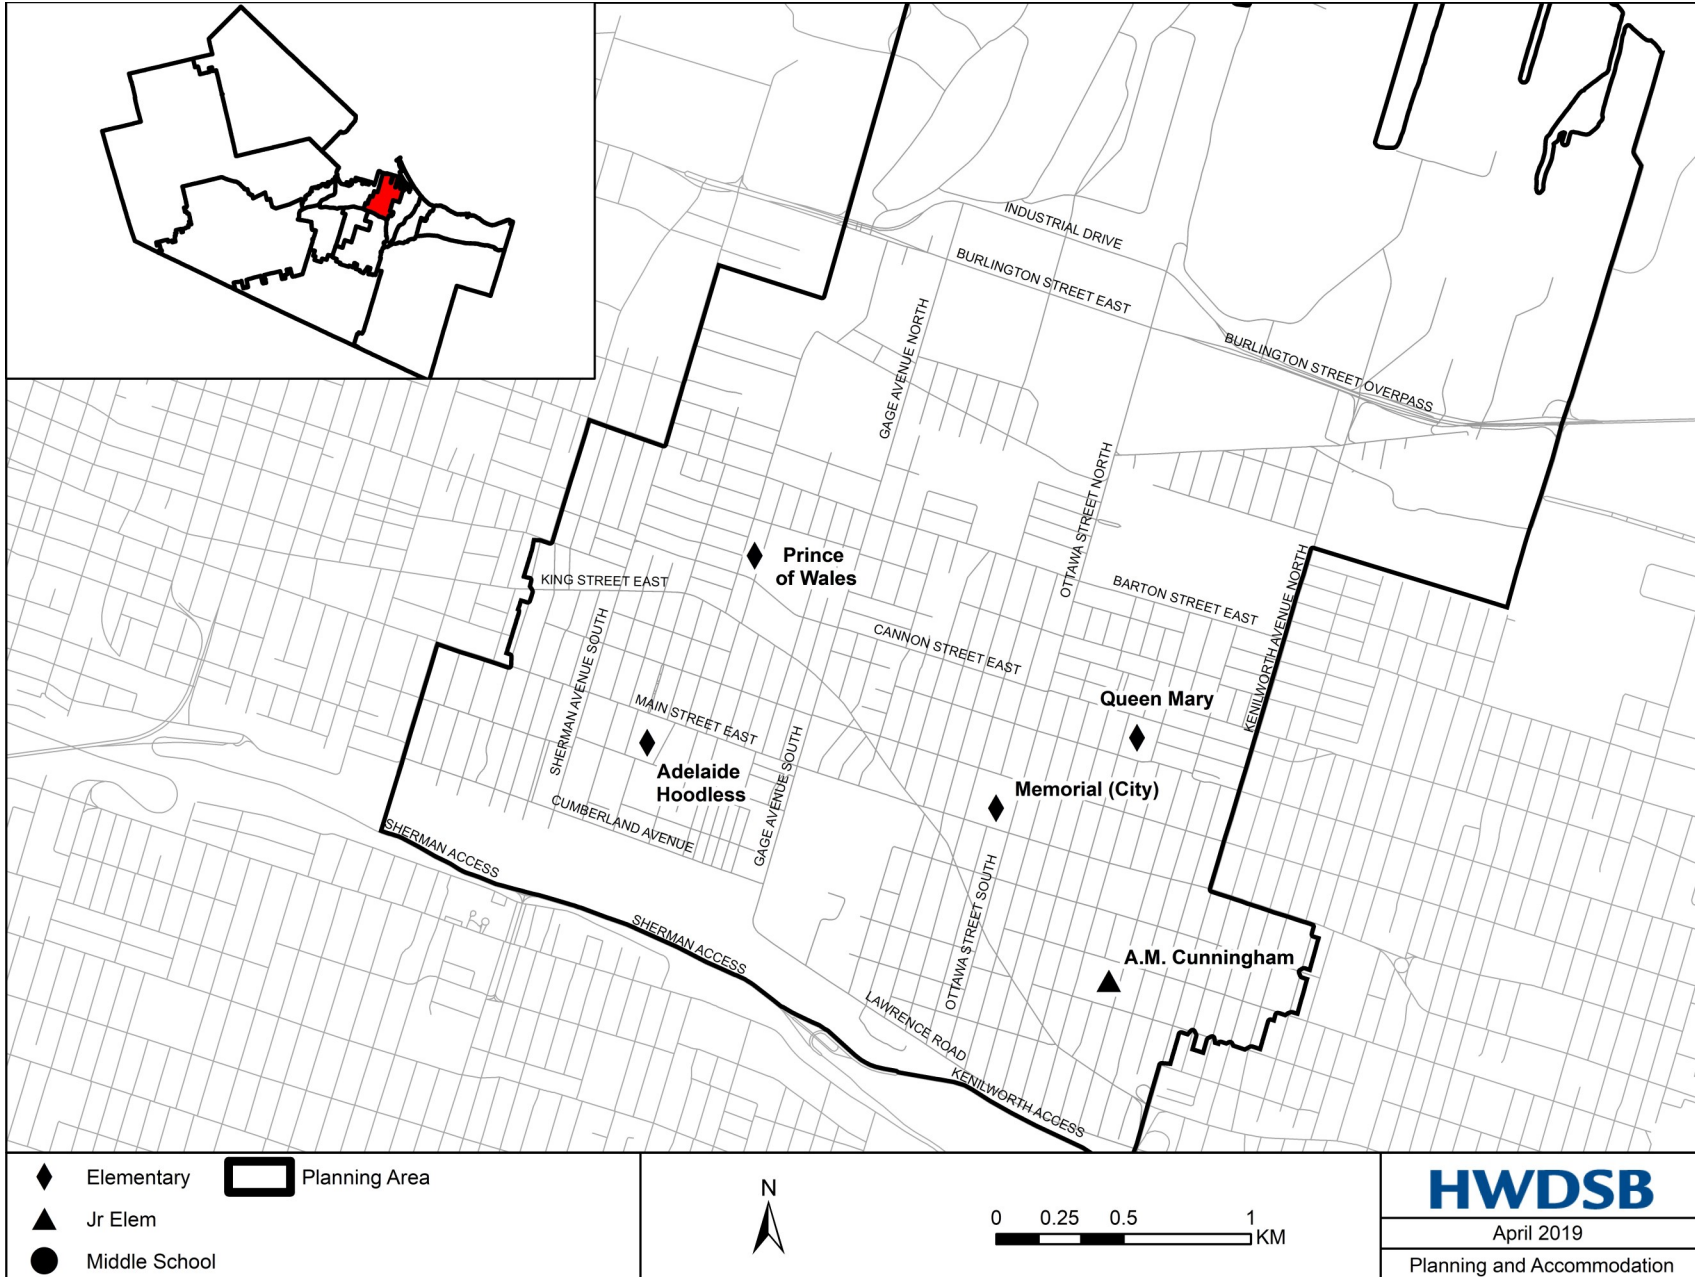 INDUSTRIAL DRIVE
BURLINGTON STREET EAST
GAGE AVENUE NORTH
BURLINGTON STREET OVERPASS
OTTAWA STREET NORTH
Prince
of Wales
KING STREET EAST
BARTON STREET EAST
KENILWORTH AVENUE NORTH
SHERMAN AVENUE SOUTH
CANNON STREET EAST
Queen Mary
MAIN STREET EAST
Adelaide
Hoodless
GAGE AVENUE SOUTH
Memorial (City)
CUMBERLAND AVENUE
SHERMAN ACCESS
OTTAWA STREET SOUTH
SHERMAN ACCESS
A.M. Cunningham
LAWRENCE ROAD
KENILWORTH ACCESS
Elementary
Planning Area
Jr Elem
Middle School
N
0 0.25 0.5 1
KM
HWDSB
April 2019
Planning and Accommodation